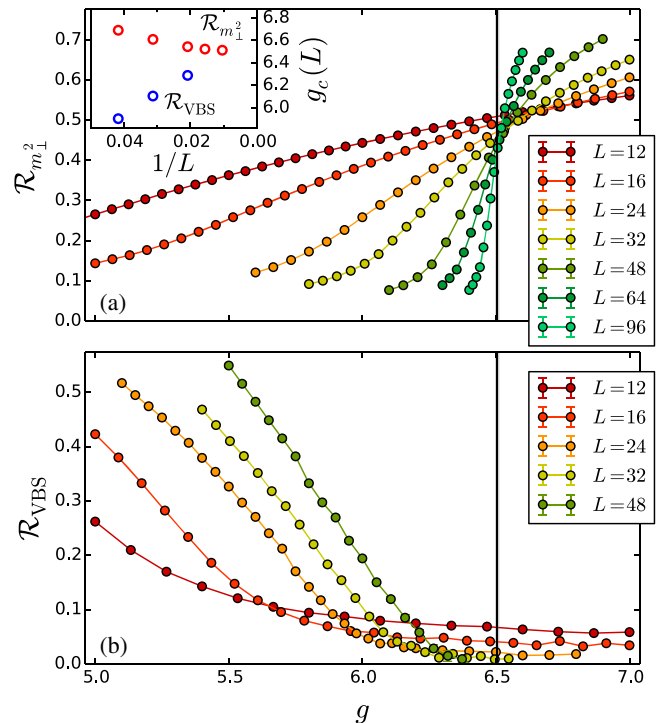 0.7
0.6
0.5
0.4
0.3
0.2
0.1
0.0
R_{m_⊥^2}
R_{m_⊥^2}
R_VBS
6.8
6.6
6.4
6.2
6.0
g_c(L)
0.04 0.02 0.00
1/L
(a)
L=12
L=16
L=24
L=32
L=48
L=64
L=96
0.5
0.4
0.3
0.2
0.1
0.0
R_VBS
(b)
L=12
L=16
L=24
L=32
L=48
5.0 5.5 6.0 6.5 7.0
g